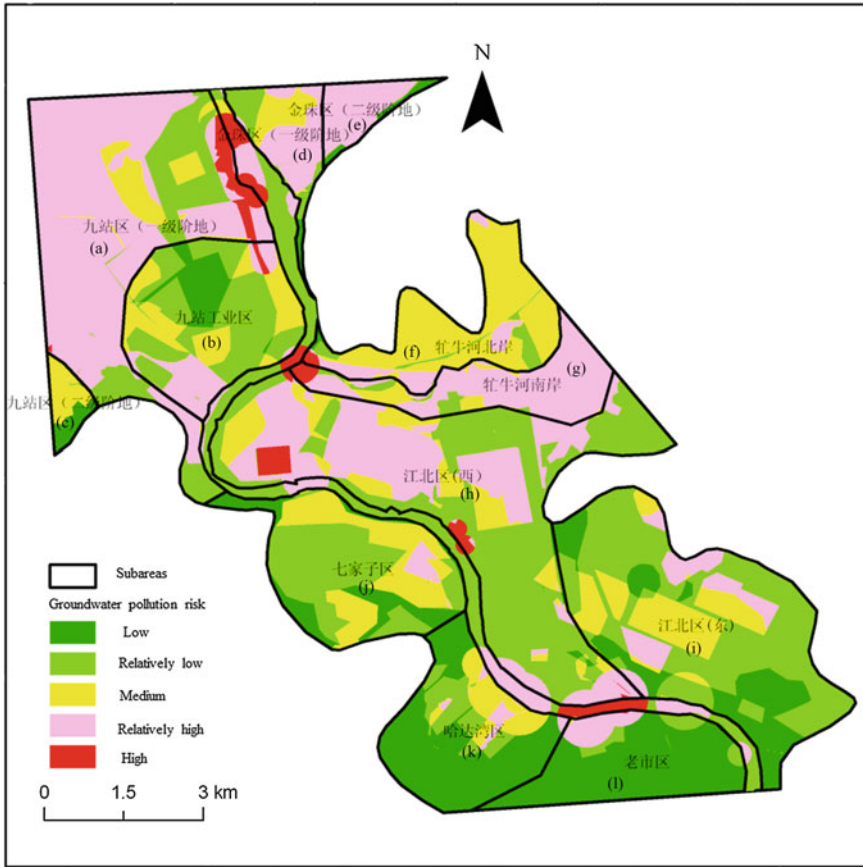 N
金珠区（二级阶地）
(e)
金珠区（一级阶地）
(d)
九站区（一级阶地）
(a)
九站工业区
(b)
(f)
牤牛河北岸
(g)
牤牛河南岸
九站区（二级阶地）
(c)
江北区(西)
(h)
七家子区
(j)
江北区(东)
(i)
哈达湾区
(k)
老市区
(l)
Subareas
Groundwater pollution risk
Low
Relatively low
Medium
Relatively high
High
0 1.5 3 km